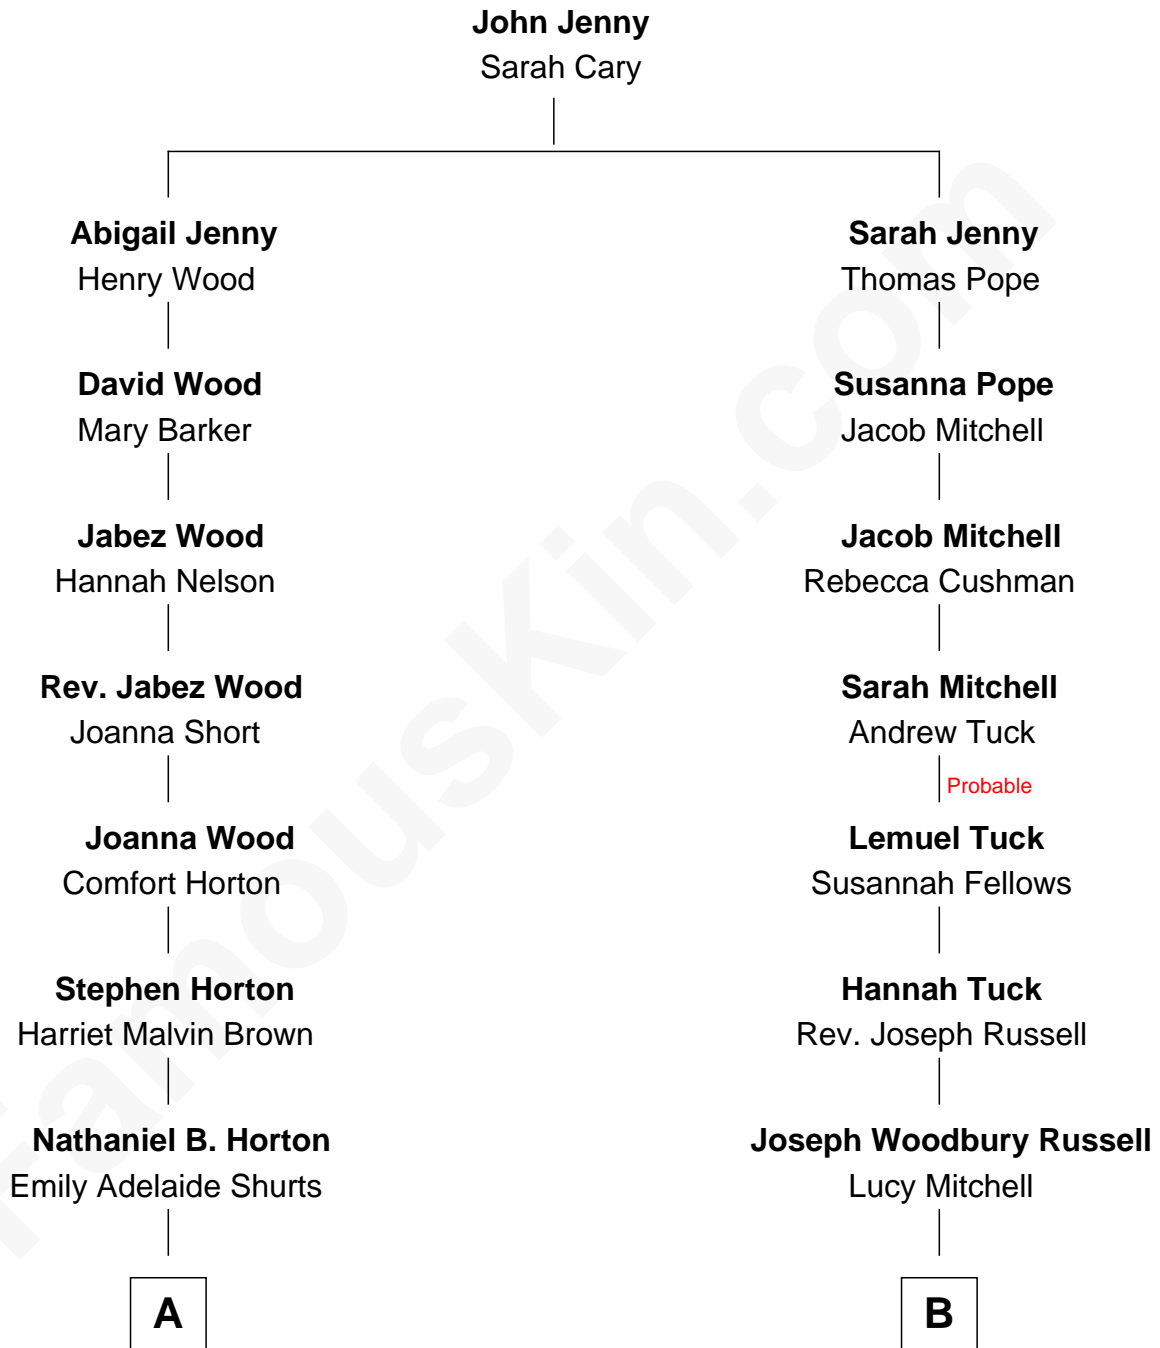 John Jenny
Sarah Cary
Abigail Jenny
Henry Wood
David Wood
Mary Barker
Jabez Wood
Hannah Nelson
Rev. Jabez Wood
Joanna Short
Joanna Wood
Comfort Horton
Stephen Horton
Harriet Malvin Brown
Nathaniel B. Horton
Emily Adelaide Shurts
A
Sarah Jenny
Thomas Pope
Susanna Pope
Jacob Mitchell
Jacob Mitchell
Rebecca Cushman
Sarah Mitchell
Andrew Tuck
Probable
Lemuel Tuck
Susannah Fellows
Hannah Tuck
Rev. Joseph Russell
Joseph Woodbury Russell
Lucy Mitchell
B
FamousKin.com